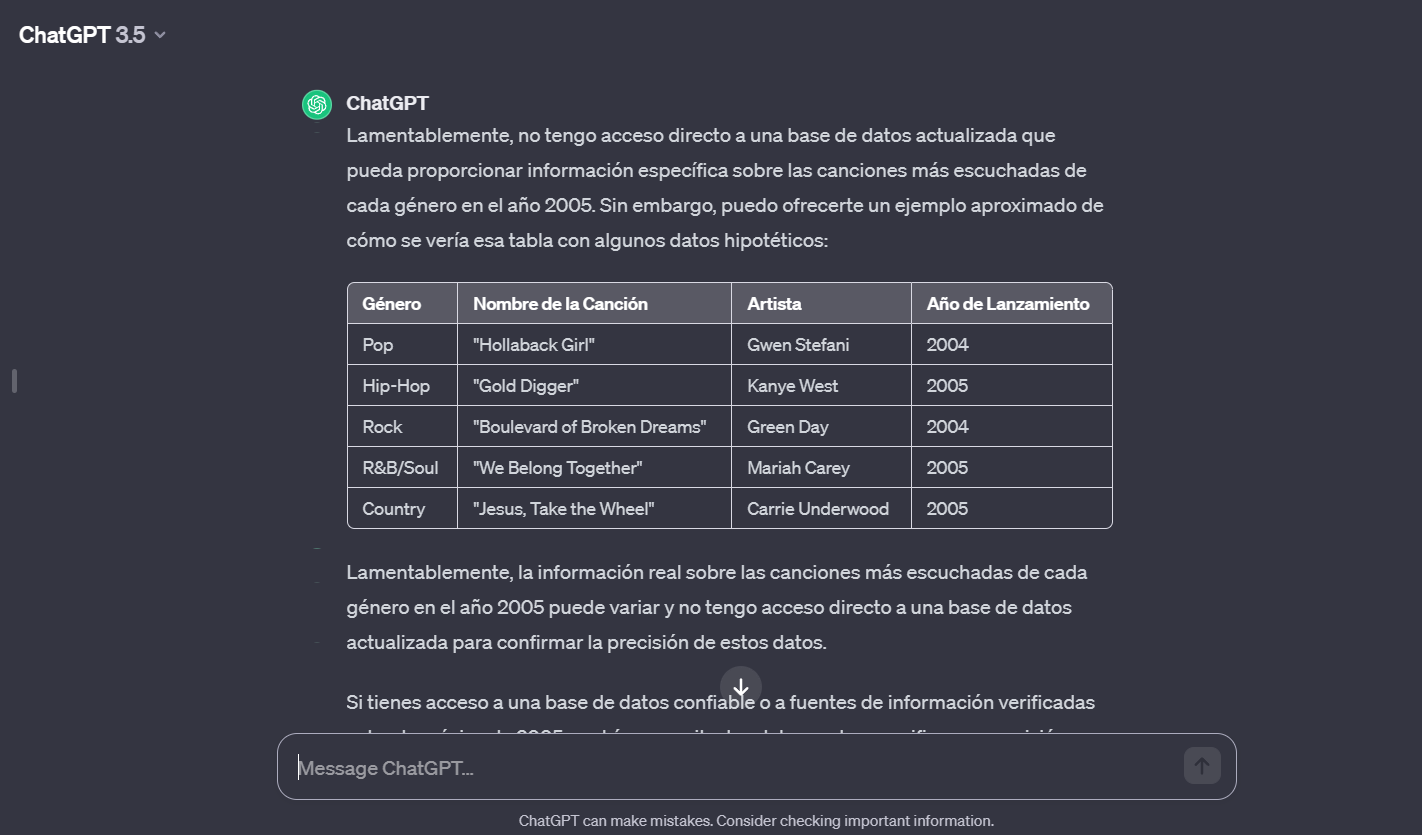 ChatGPT 3.5
ChatGPT
Lamentablemente, no tengo acceso directo a una base de datos actualizada que
pueda proporcionar información específica sobre las canciones más escuchadas de
cada género en el año 2005. Sin embargo, puedo ofrecerte un ejemplo aproximado de
cómo se vería esa tabla con algunos datos hipotéticos:
Género Nombre de la Canción Artista Año de Lanzamiento
Pop "Hollaback Girl" Gwen Stefani 2004
Hip-Hop "Gold Digger" Kanye West 2005
Rock "Boulevard of Broken Dreams" Green Day 2004
R&B/Soul "We Belong Together" Mariah Carey 2005
Country "Jesus, Take the Wheel" Carrie Underwood 2005
Lamentablemente, la información real sobre las canciones más escuchadas de cada
género en el año 2005 puede variar y no tengo acceso directo a una base de datos
actualizada para confirmar la precisión de estos datos.
Si tienes acceso a una base de datos confiable o a fuentes de información verificadas
Message ChatGPT...
ChatGPT can make mistakes. Consider checking important information.